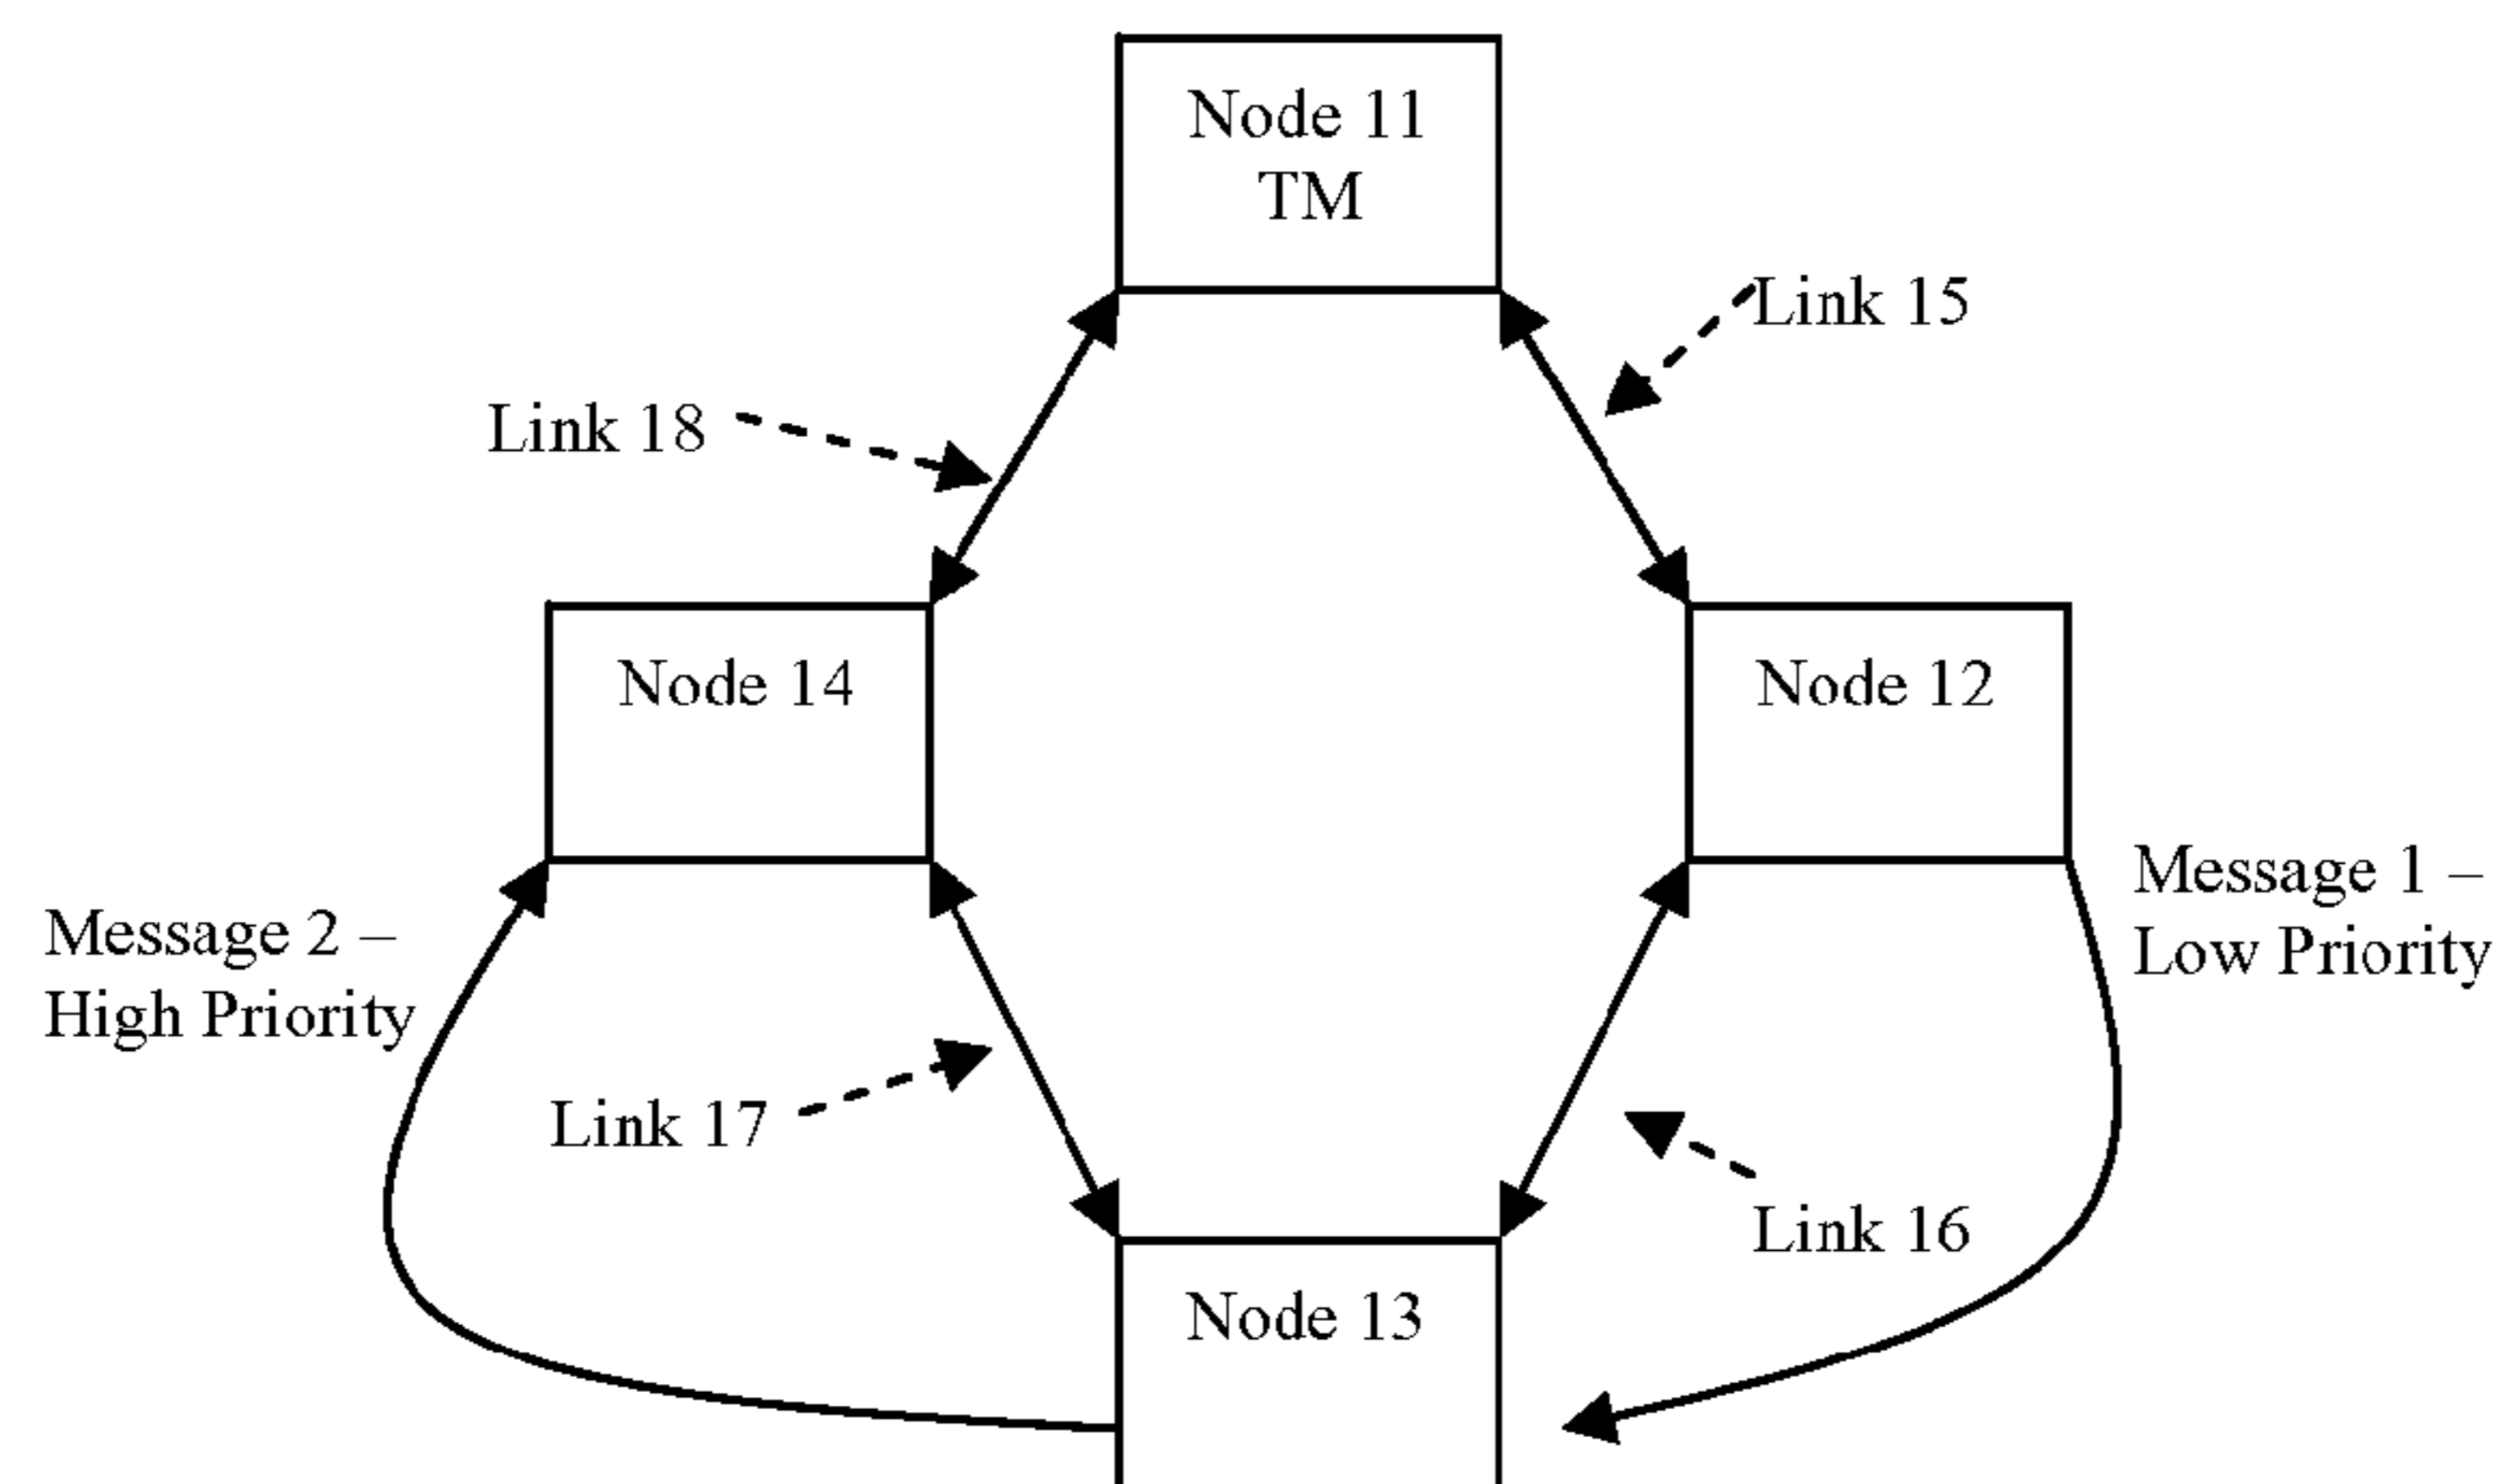 Node 11
TM
Link 15
Link 18
Node 14
Node 12
Message 1 –
Low Priority
Message 2 –
High Priority
Link 17
Link 16
Node 13